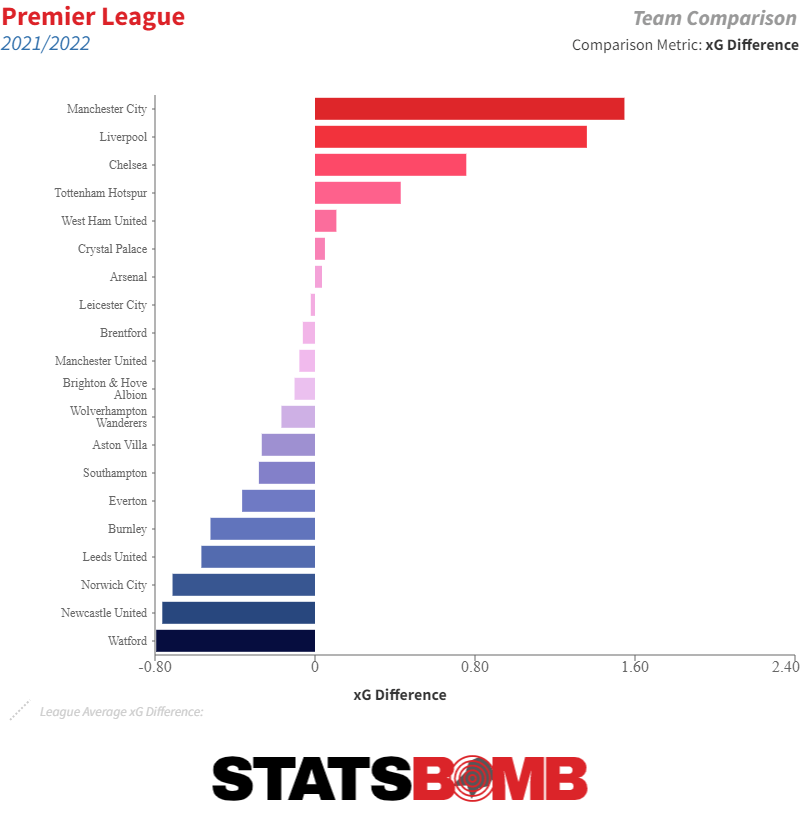 Premier League
Team Comparison
2021/2022
Comparison Metric: xG Difference
Manchester City
Liverpool
Chelsea
Tottenham Hotspur
West Ham United
Crystal Palace
Arsenal
Leicester City
Brentford
Manchester United
Brighton & Hove
Albion
Wolverhampton
Wanderers
Aston Villa
Southampton
Everton
Burnley
Leeds United
Norwich City
Newcastle United
Watford
-0.80 0 0.80 1.60 2.40
xG Difference
League Average xG Difference:
STATSBOMB